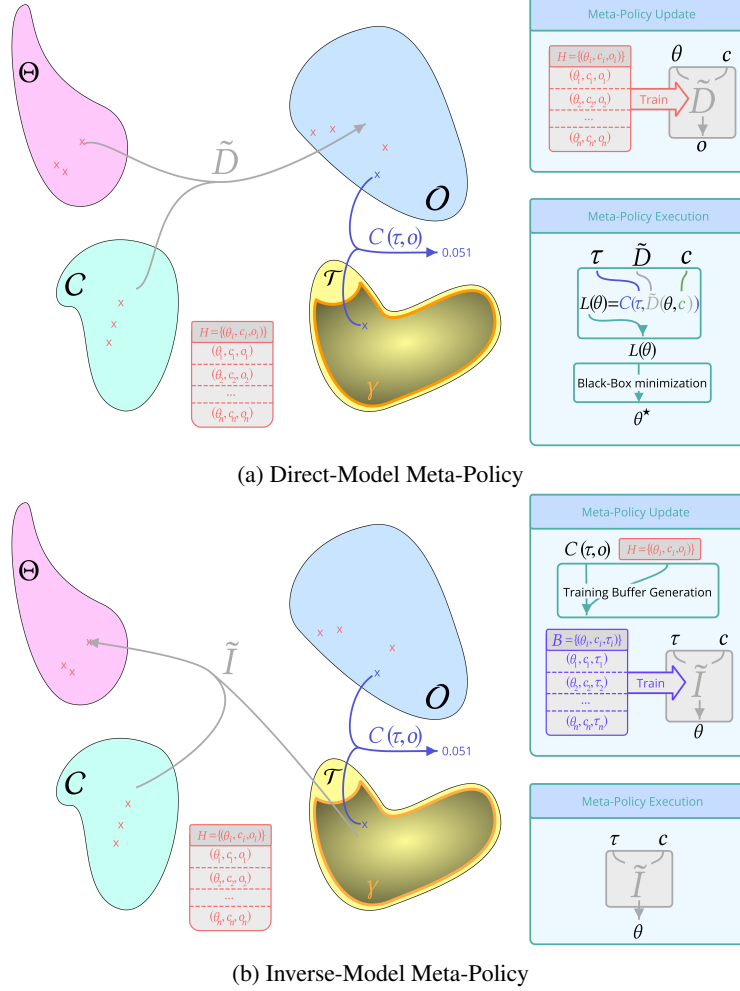 Θ
D̃
𝒪
C(τ,o)
0.051
𝒞
𝒯
γ
H={(θᵢ,cᵢ,oᵢ)}
(θ₁,c₁,o₁)
(θ₂,c₂,o₂)
...
(θₙ,cₙ,oₙ)
Meta-Policy Update
H={(θᵢ,cᵢ,oᵢ)}
(θ₁,c₁,o₁)
(θ₂,c₂,o₂)
...
(θₙ,cₙ,oₙ)
Train
θ c
D̃
o
Meta-Policy Execution
τ D̃ c
L(θ)=C(τ,D̃(θ,c))
L(θ)
Black-Box minimization
θ★
(a) Direct-Model Meta-Policy
Θ
Ĩ
𝒪
C(τ,o)
0.051
𝒞
𝒯
γ
H={(θᵢ,cᵢ,oᵢ)}
(θ₁,c₁,o₁)
(θ₂,c₂,o₂)
...
(θₙ,cₙ,oₙ)
Meta-Policy Update
C(τ,o) H={(θᵢ,cᵢ,oᵢ)}
Training Buffer Generation
B={(θᵢ,cᵢ,τᵢ)}
(θ₁,c₁,τ₁)
(θ₂,c₂,τ₂)
...
(θₙ,cₙ,τₙ)
Train
τ c
Ĩ
θ
Meta-Policy Execution
τ c
Ĩ
θ
(b) Inverse-Model Meta-Policy